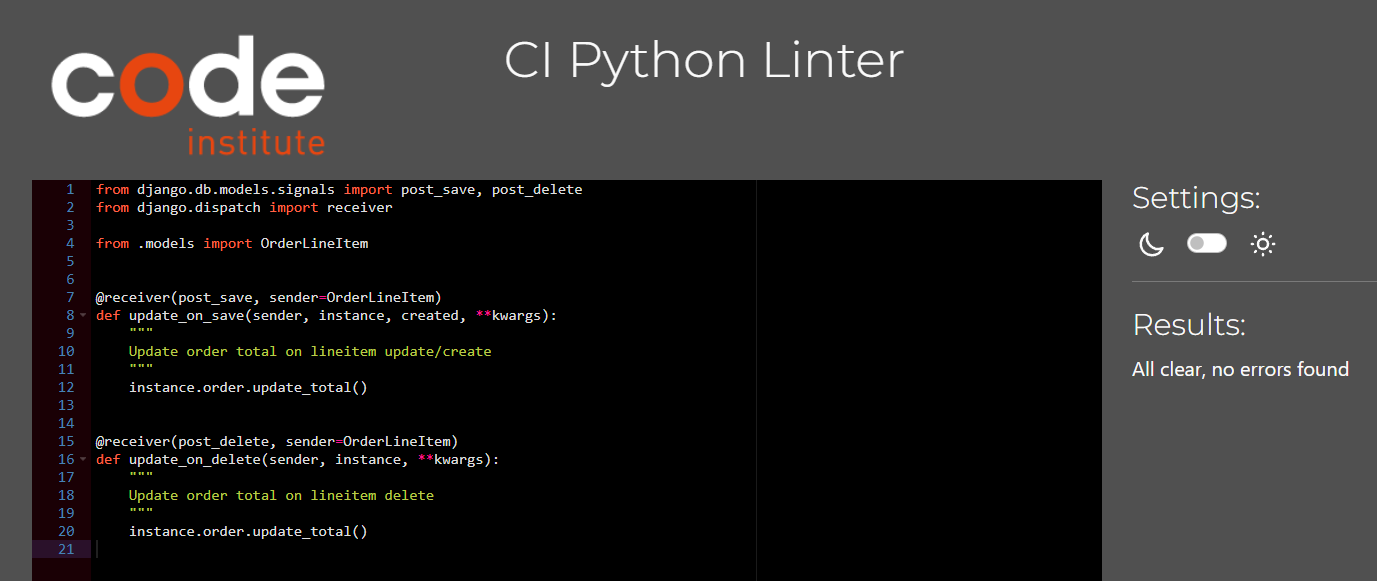 code
institute
CI Python Linter
1 from django.db.models.signals import post_save, post_delete
2 from django.dispatch import receiver
3
4 from .models import OrderLineItem
5
6
7 @receiver(post_save, sender=OrderLineItem)
8 def update_on_save(sender, instance, created, **kwargs):
9     """
10     Update order total on lineitem update/create
11     """
12     instance.order.update_total()
13
14
15 @receiver(post_delete, sender=OrderLineItem)
16 def update_on_delete(sender, instance, **kwargs):
17     """
18     Update order total on lineitem delete
19     """
20     instance.order.update_total()
21
Settings:
Results:
All clear, no errors found